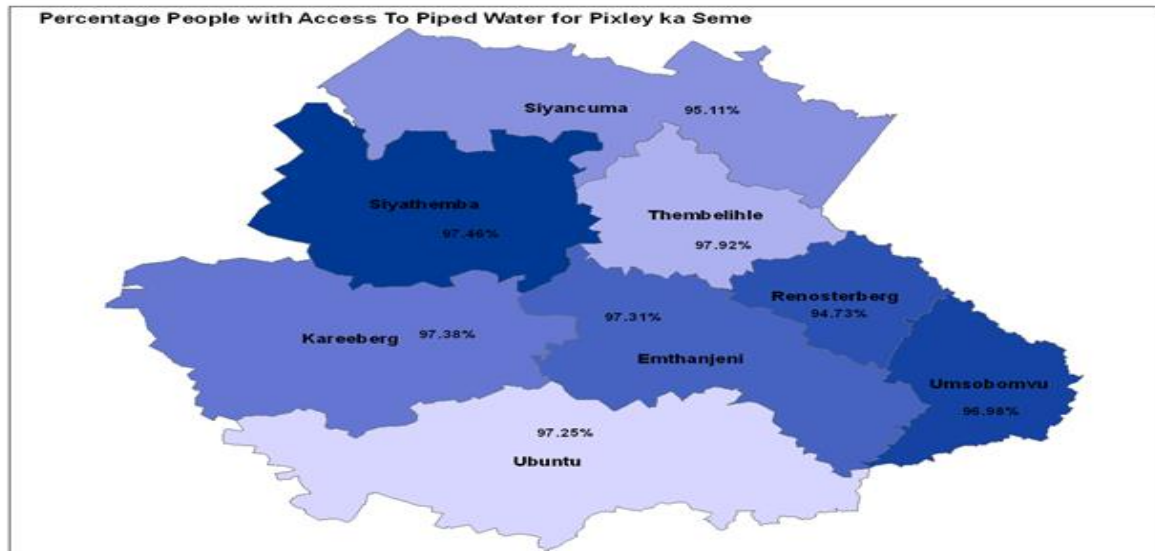 Percentage People with Access To Piped Water for Pixley ka Seme
Siyancuma
95.11%
Siyathemba
97.46%
Thembelihle
97.92%
Renosterberg
94.73%
Kareeberg
97.38%
97.31%
Emthanjeni
Umsobomvu
96.98%
97.25%
Ubuntu